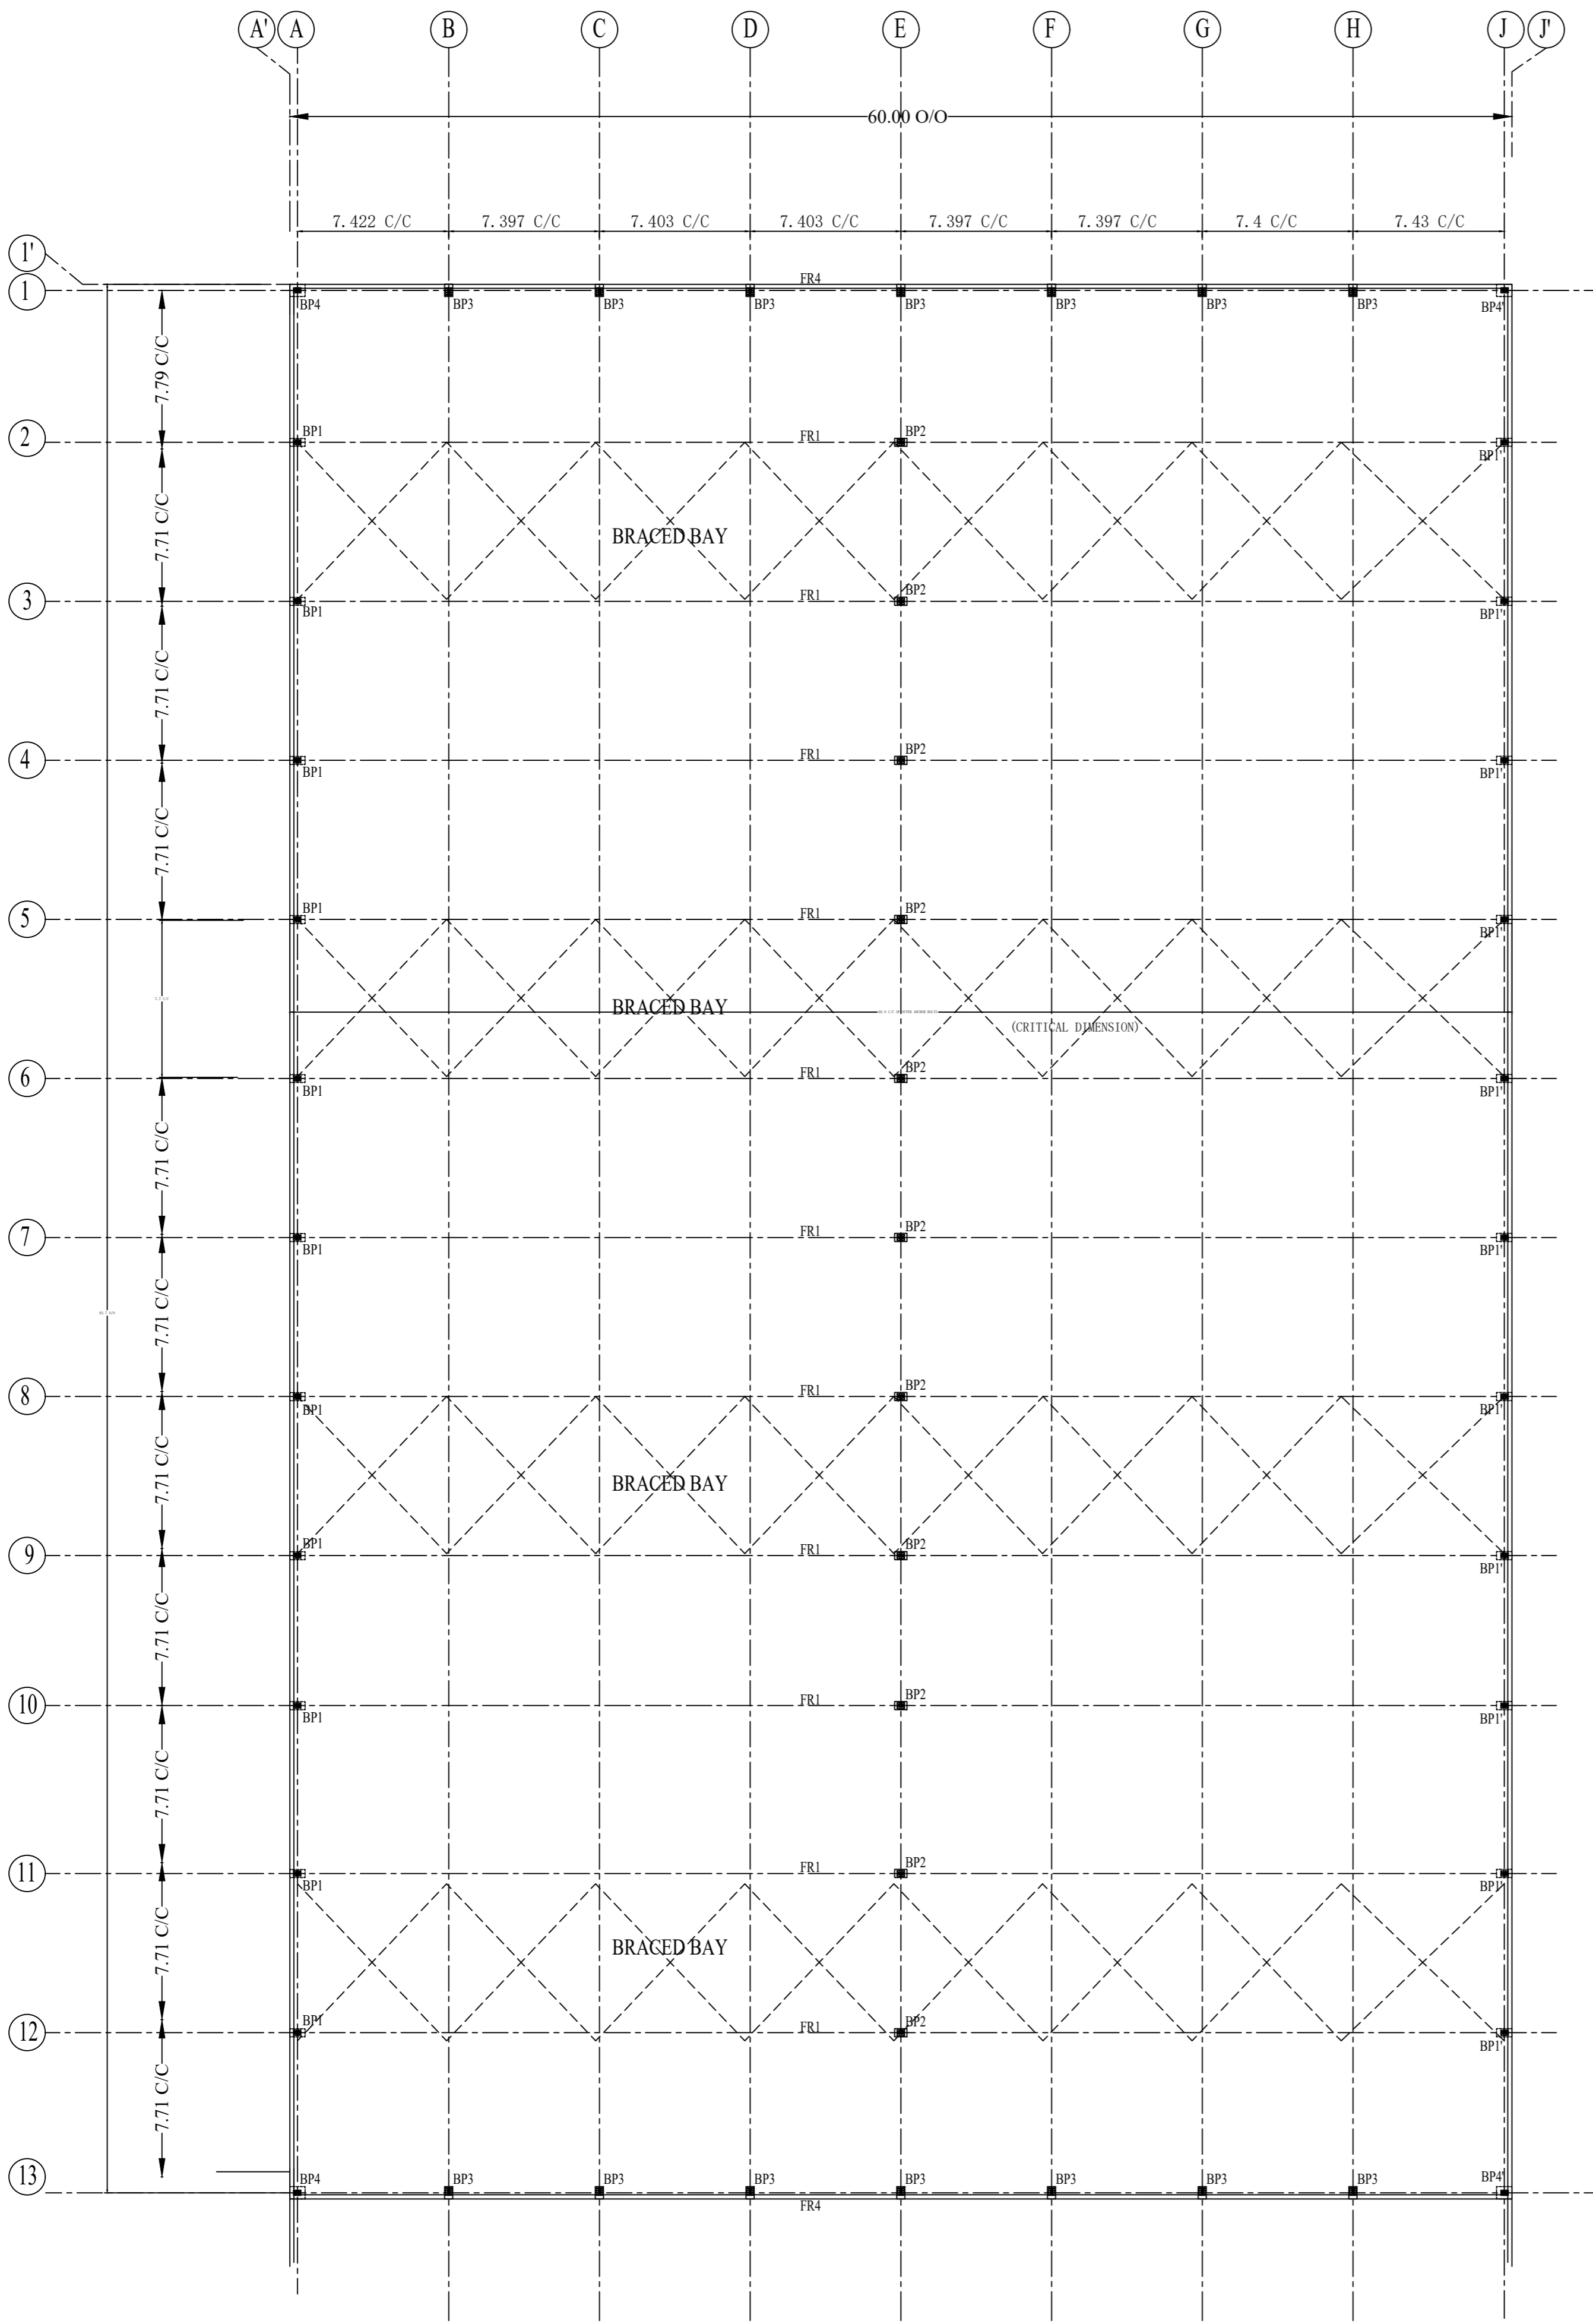 A' A B C D E F G H J J'
60.00 O/O
7.422 C/C 7.397 C/C 7.403 C/C 7.403 C/C 7.397 C/C 7.397 C/C 7.4 C/C 7.43 C/C
1'
FR4
1
BP4 BP3 BP3 BP3 BP3 BP3 BP3 BP3 BP4'
7.79 C/C
BP1 FR1 BP2
2
BP1'
7.71 C/C
BRACED BAY
3
FR1 BP2
BP1 BP1'
7.71 C/C
4
FR1 BP2
BP1 BP1'
7.71 C/C
BP1 FR1 BP2
5
BP1'
BRACED BAY
(CRITICAL DIMENSION)
6
FR1 BP2
BP1 BP1'
7.71 C/C
7
FR1 BP2
BP1 BP1'
7.71 C/C
8
FR1 BP2
BP1 BP1'
7.71 C/C
BRACED BAY
BP1 FR1 BP2
9
BP1'
7.71 C/C
10
FR1 BP2
BP1 BP1'
7.71 C/C
11
FR1 BP2
BP1 BP1'
7.71 C/C
BRACED BAY
BP1 FR1 BP2
12
BP1'
7.71 C/C
13
BP4 BP3 BP3 BP3 BP3 BP3 BP3 BP3 BP4'
FR4